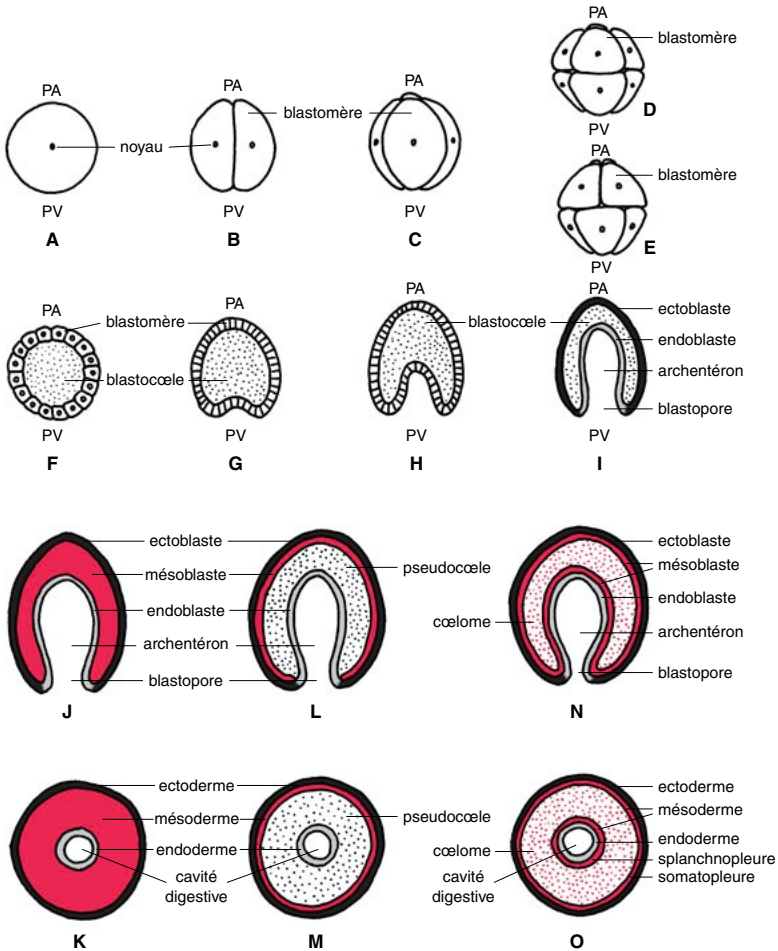 PA
blastomère
PV
D
PA
PA
PA
blastomère
noyau
PV
PV
PV
A
B
C
PA
blastomère
PV
E
PA
PA
PA
PA
blastomère
blastocœle
blastocœle
ectoblaste
endoblaste
archentéron
blastopore
PV
PV
PV
PV
F
G
H
I
ectoblaste
mésoblaste
endoblaste
archentéron
blastopore
pseudocœle
cœlome
ectoblaste
mésoblaste
endoblaste
archentéron
blastopore
J
L
N
ectoderme
mésoderme
endoderme
cavité
digestive
pseudocœle
cœlome
cavité
digestive
ectoderme
mésoderme
endoderme
splanchnopleure
somatopleure
K
M
O